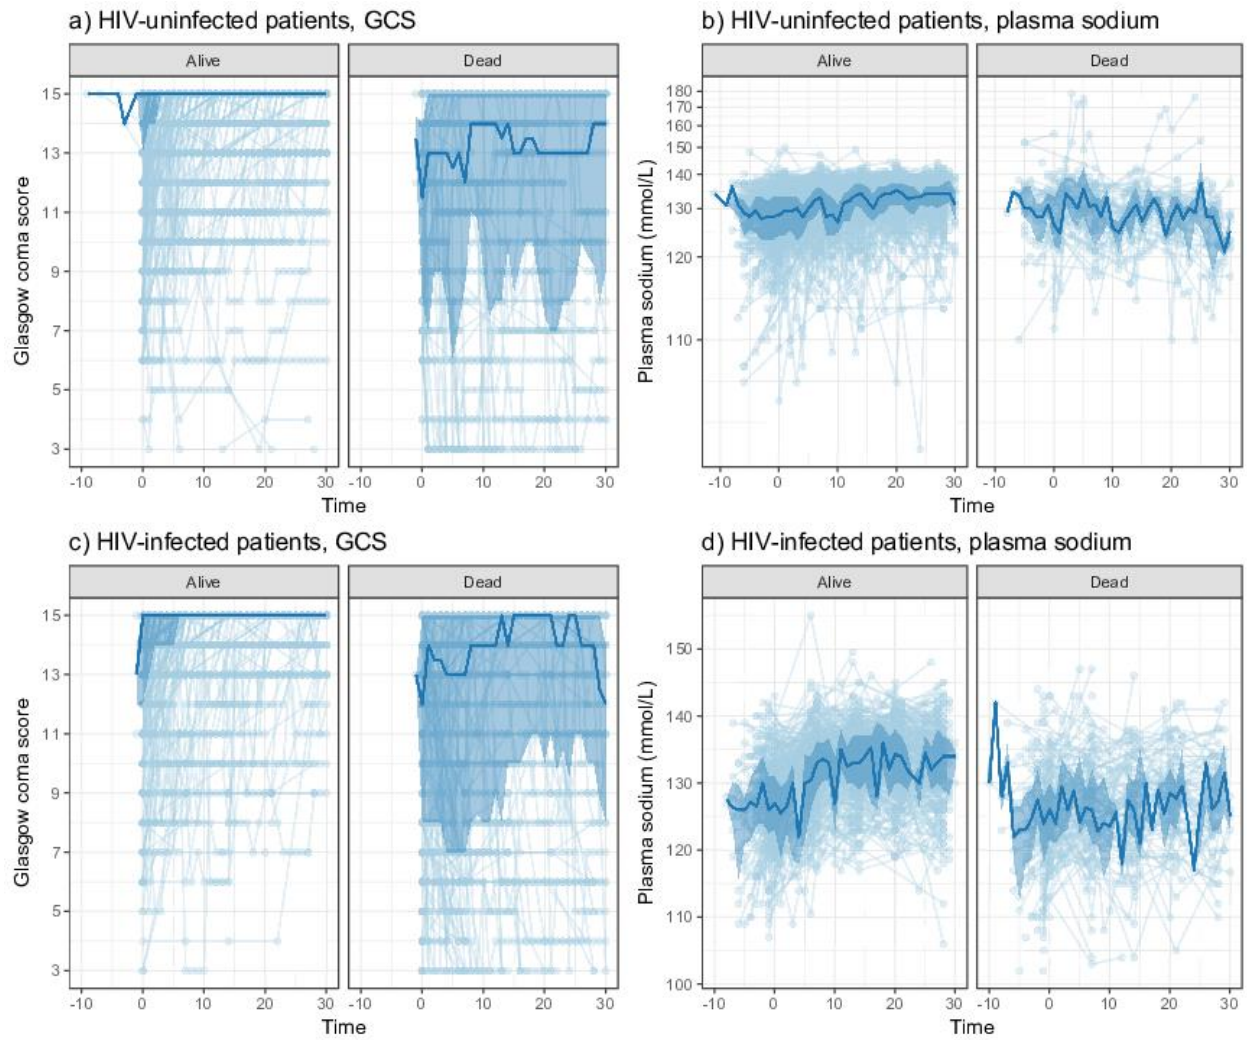 a) HIV-uninfected patients, GCS
Alive
Dead
Glasgow coma score
15
13
11
9
7
5
3
-10 0 10 20 30
-10 0 10 20 30
Time
b) HIV-uninfected patients, plasma sodium
Alive
Dead
Plasma sodium (mmol/L)
180
170
160
150
140
130
120
110
-10 0 10 20 30
-10 0 10 20 30
Time
c) HIV-infected patients, GCS
Alive
Dead
Glasgow coma score
15
13
11
9
7
5
3
-10 0 10 20 30
-10 0 10 20 30
Time
d) HIV-infected patients, plasma sodium
Alive
Dead
Plasma sodium (mmol/L)
150
140
130
120
110
100
-10 0 10 20 30
-10 0 10 20 30
Time